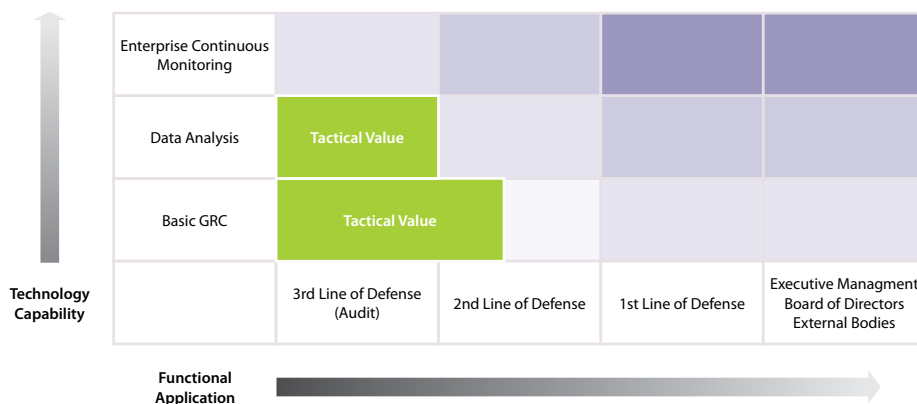 Enterprise Continuous
Monitoring
Data Analysis
Tactical Value
Basic GRC
Tactical Value
Technology
Capability
3rd Line of Defense
(Audit)
2nd Line of Defense
1st Line of Defense
Executive Managment
Board of Directors
External Bodies
Functional
Application